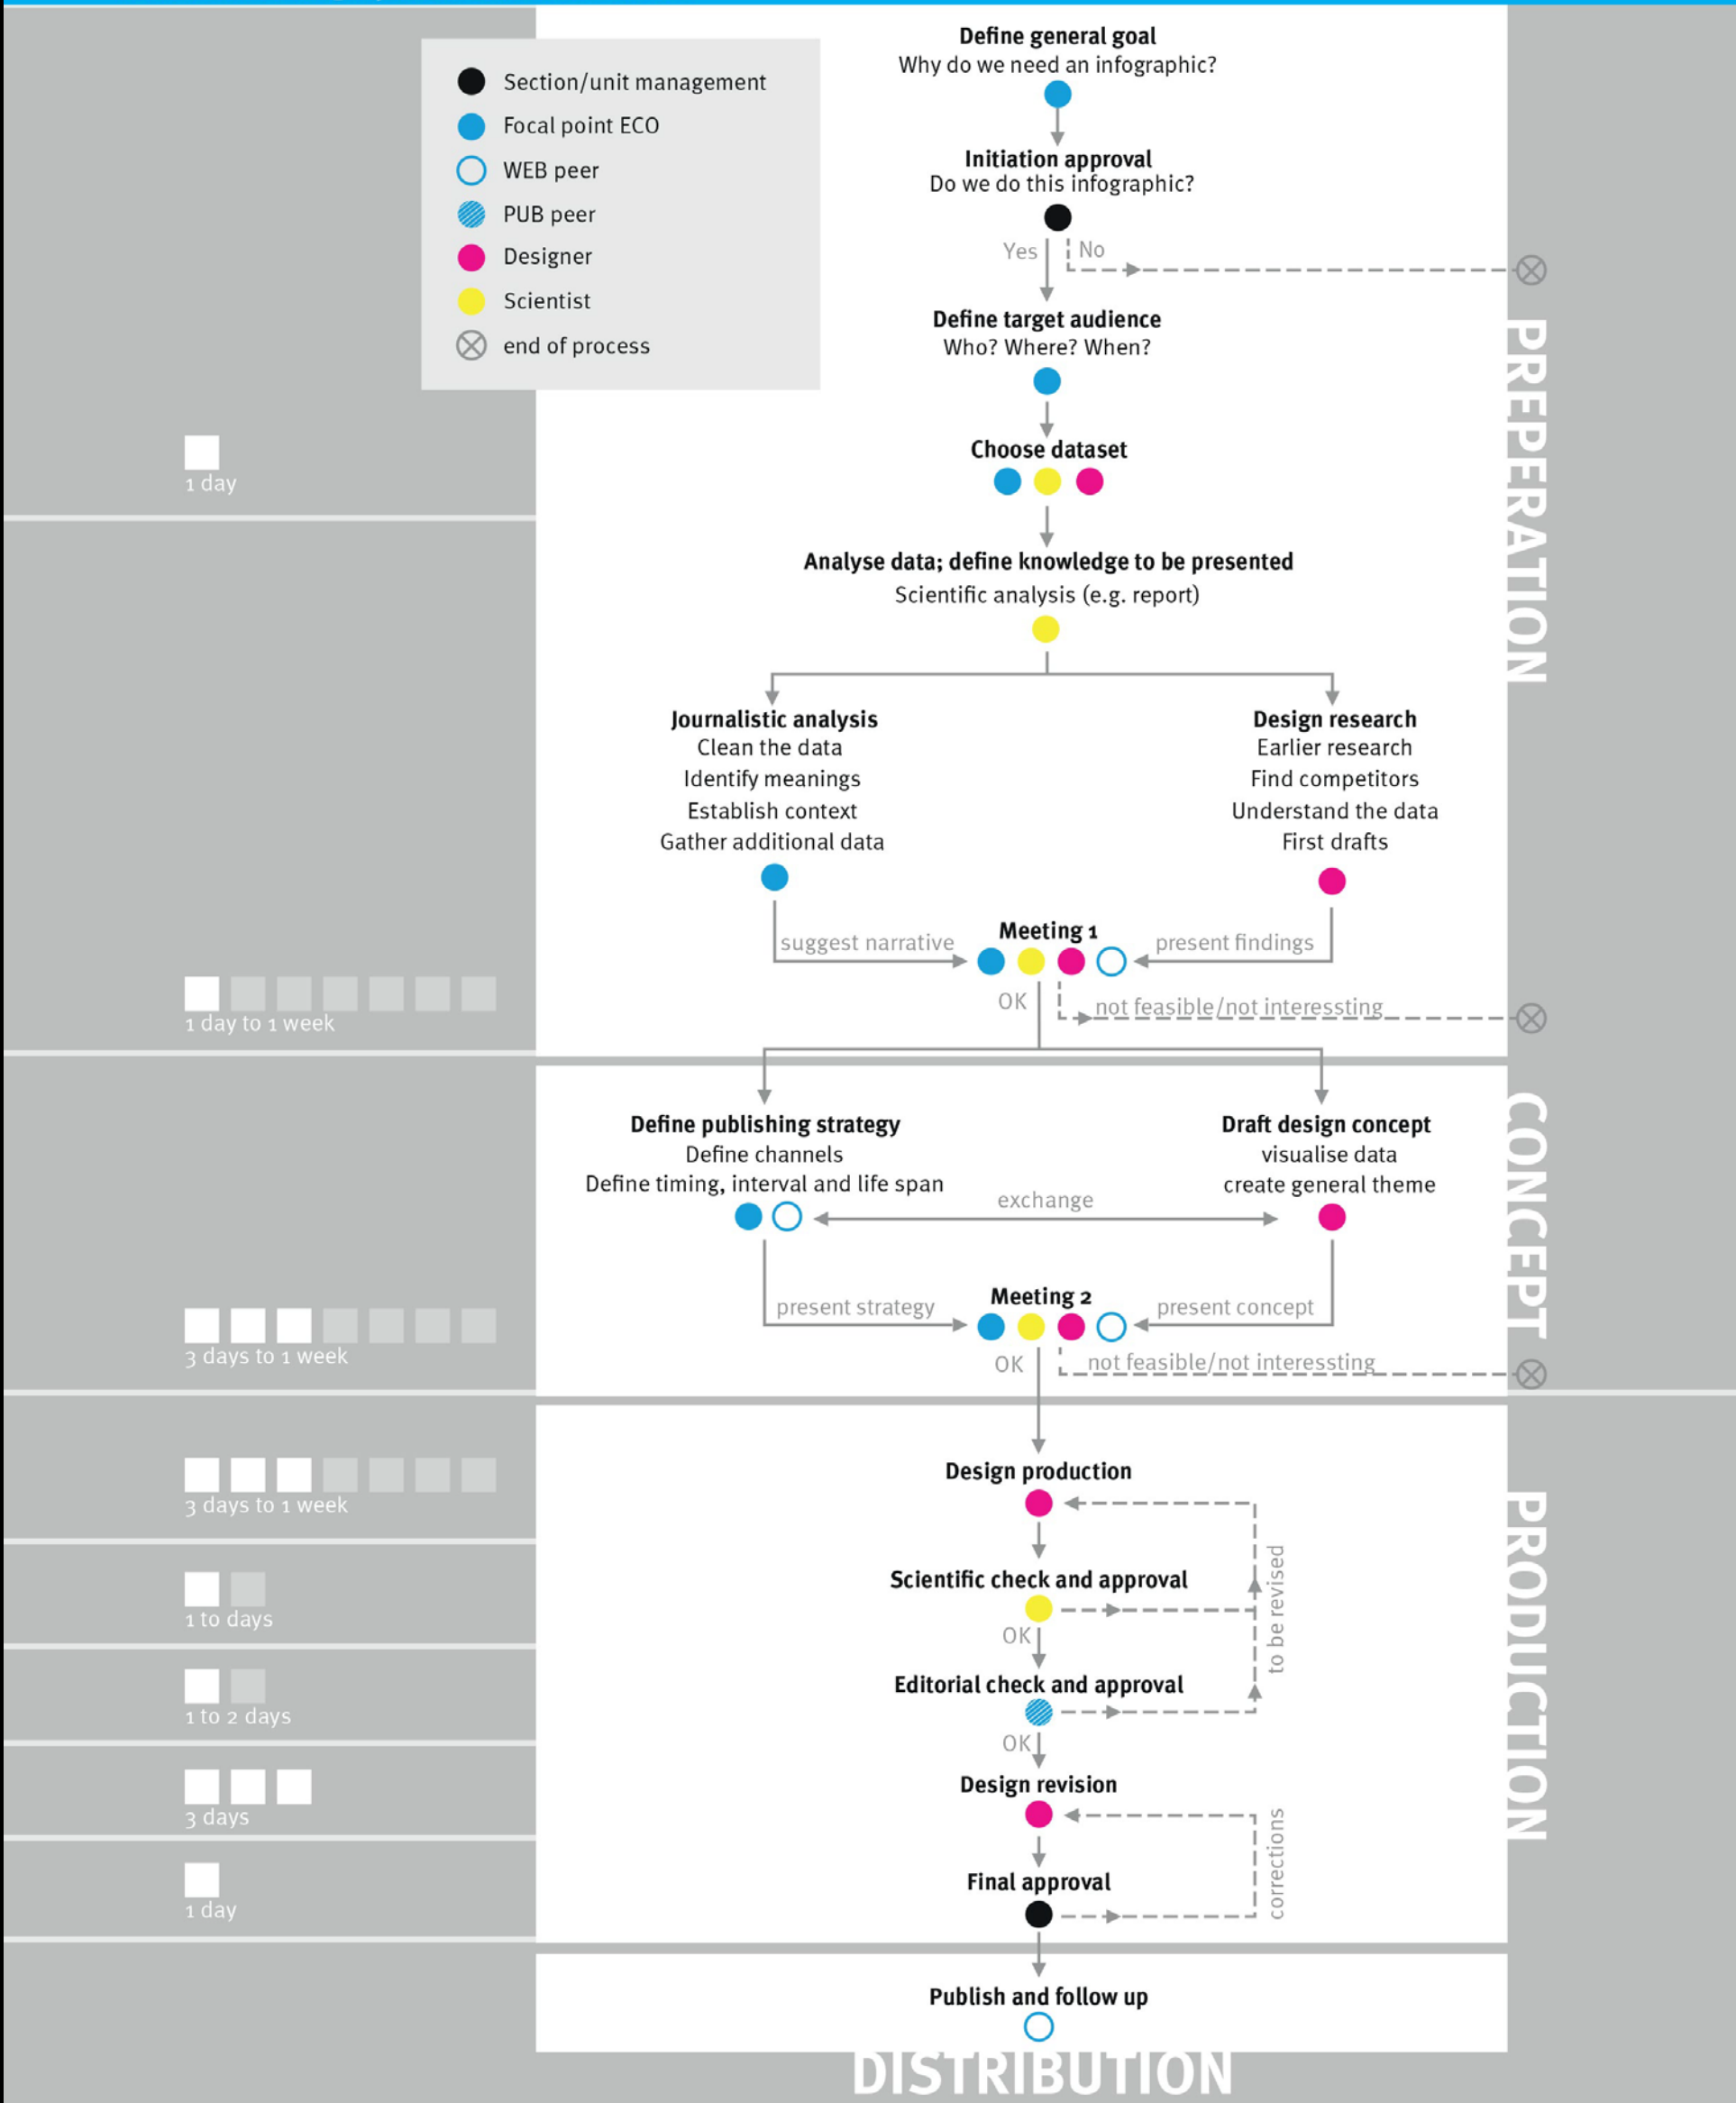 Section/unit management
Focal point ECO
WEB peer
PUB peer
Designer
Scientist
end of process
Define general goal
Why do we need an infographic?
Initiation approval
Do we do this infographic?
Yes
No
Define target audience
Who? Where? When?
Choose dataset
1 day
Analyse data; define knowledge to be presented
Scientific analysis (e.g. report)
PREPERATION
Journalistic analysis
Clean the data
Identify meanings
Establish context
Gather additional data
Design research
Earlier research
Find competitors
Understand the data
First drafts
suggest narrative
Meeting 1
present findings
OK
not feasible/not interessting
1 day to 1 week
Define publishing strategy
Define channels
Define timing, interval and life span
exchange
Draft design concept
visualise data
create general theme
CONCEPT
present strategy
Meeting 2
present concept
OK
not feasible/not interessting
3 days to 1 week
Design production
3 days to 1 week
Scientific check and approval
1 to days
OK
to be revised
Editorial check and approval
1 to 2 days
OK
PRODUCTION
Design revision
3 days
Final approval
corrections
1 day
Publish and follow up
DISTRIBUTION